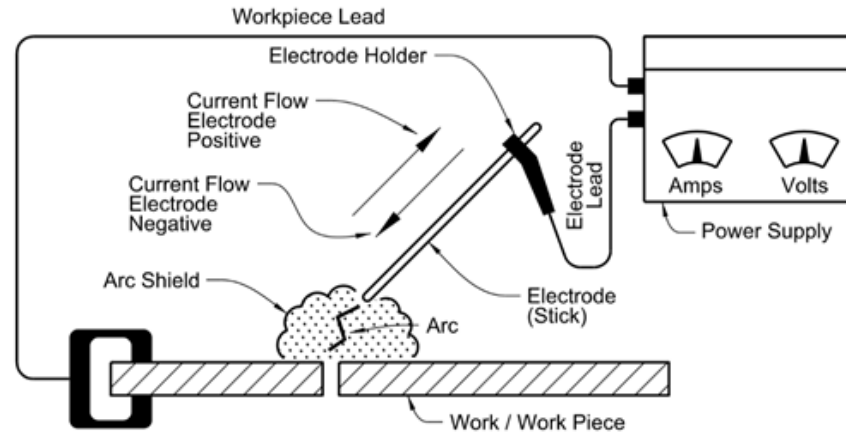 Workpiece Lead
Electrode Holder
Current Flow
Electrode
Positive
Current Flow
Electrode
Negative
Electrode
Lead
Amps
Volts
Power Supply
Arc Shield
Electrode
(Stick)
Arc
Work / Work Piece